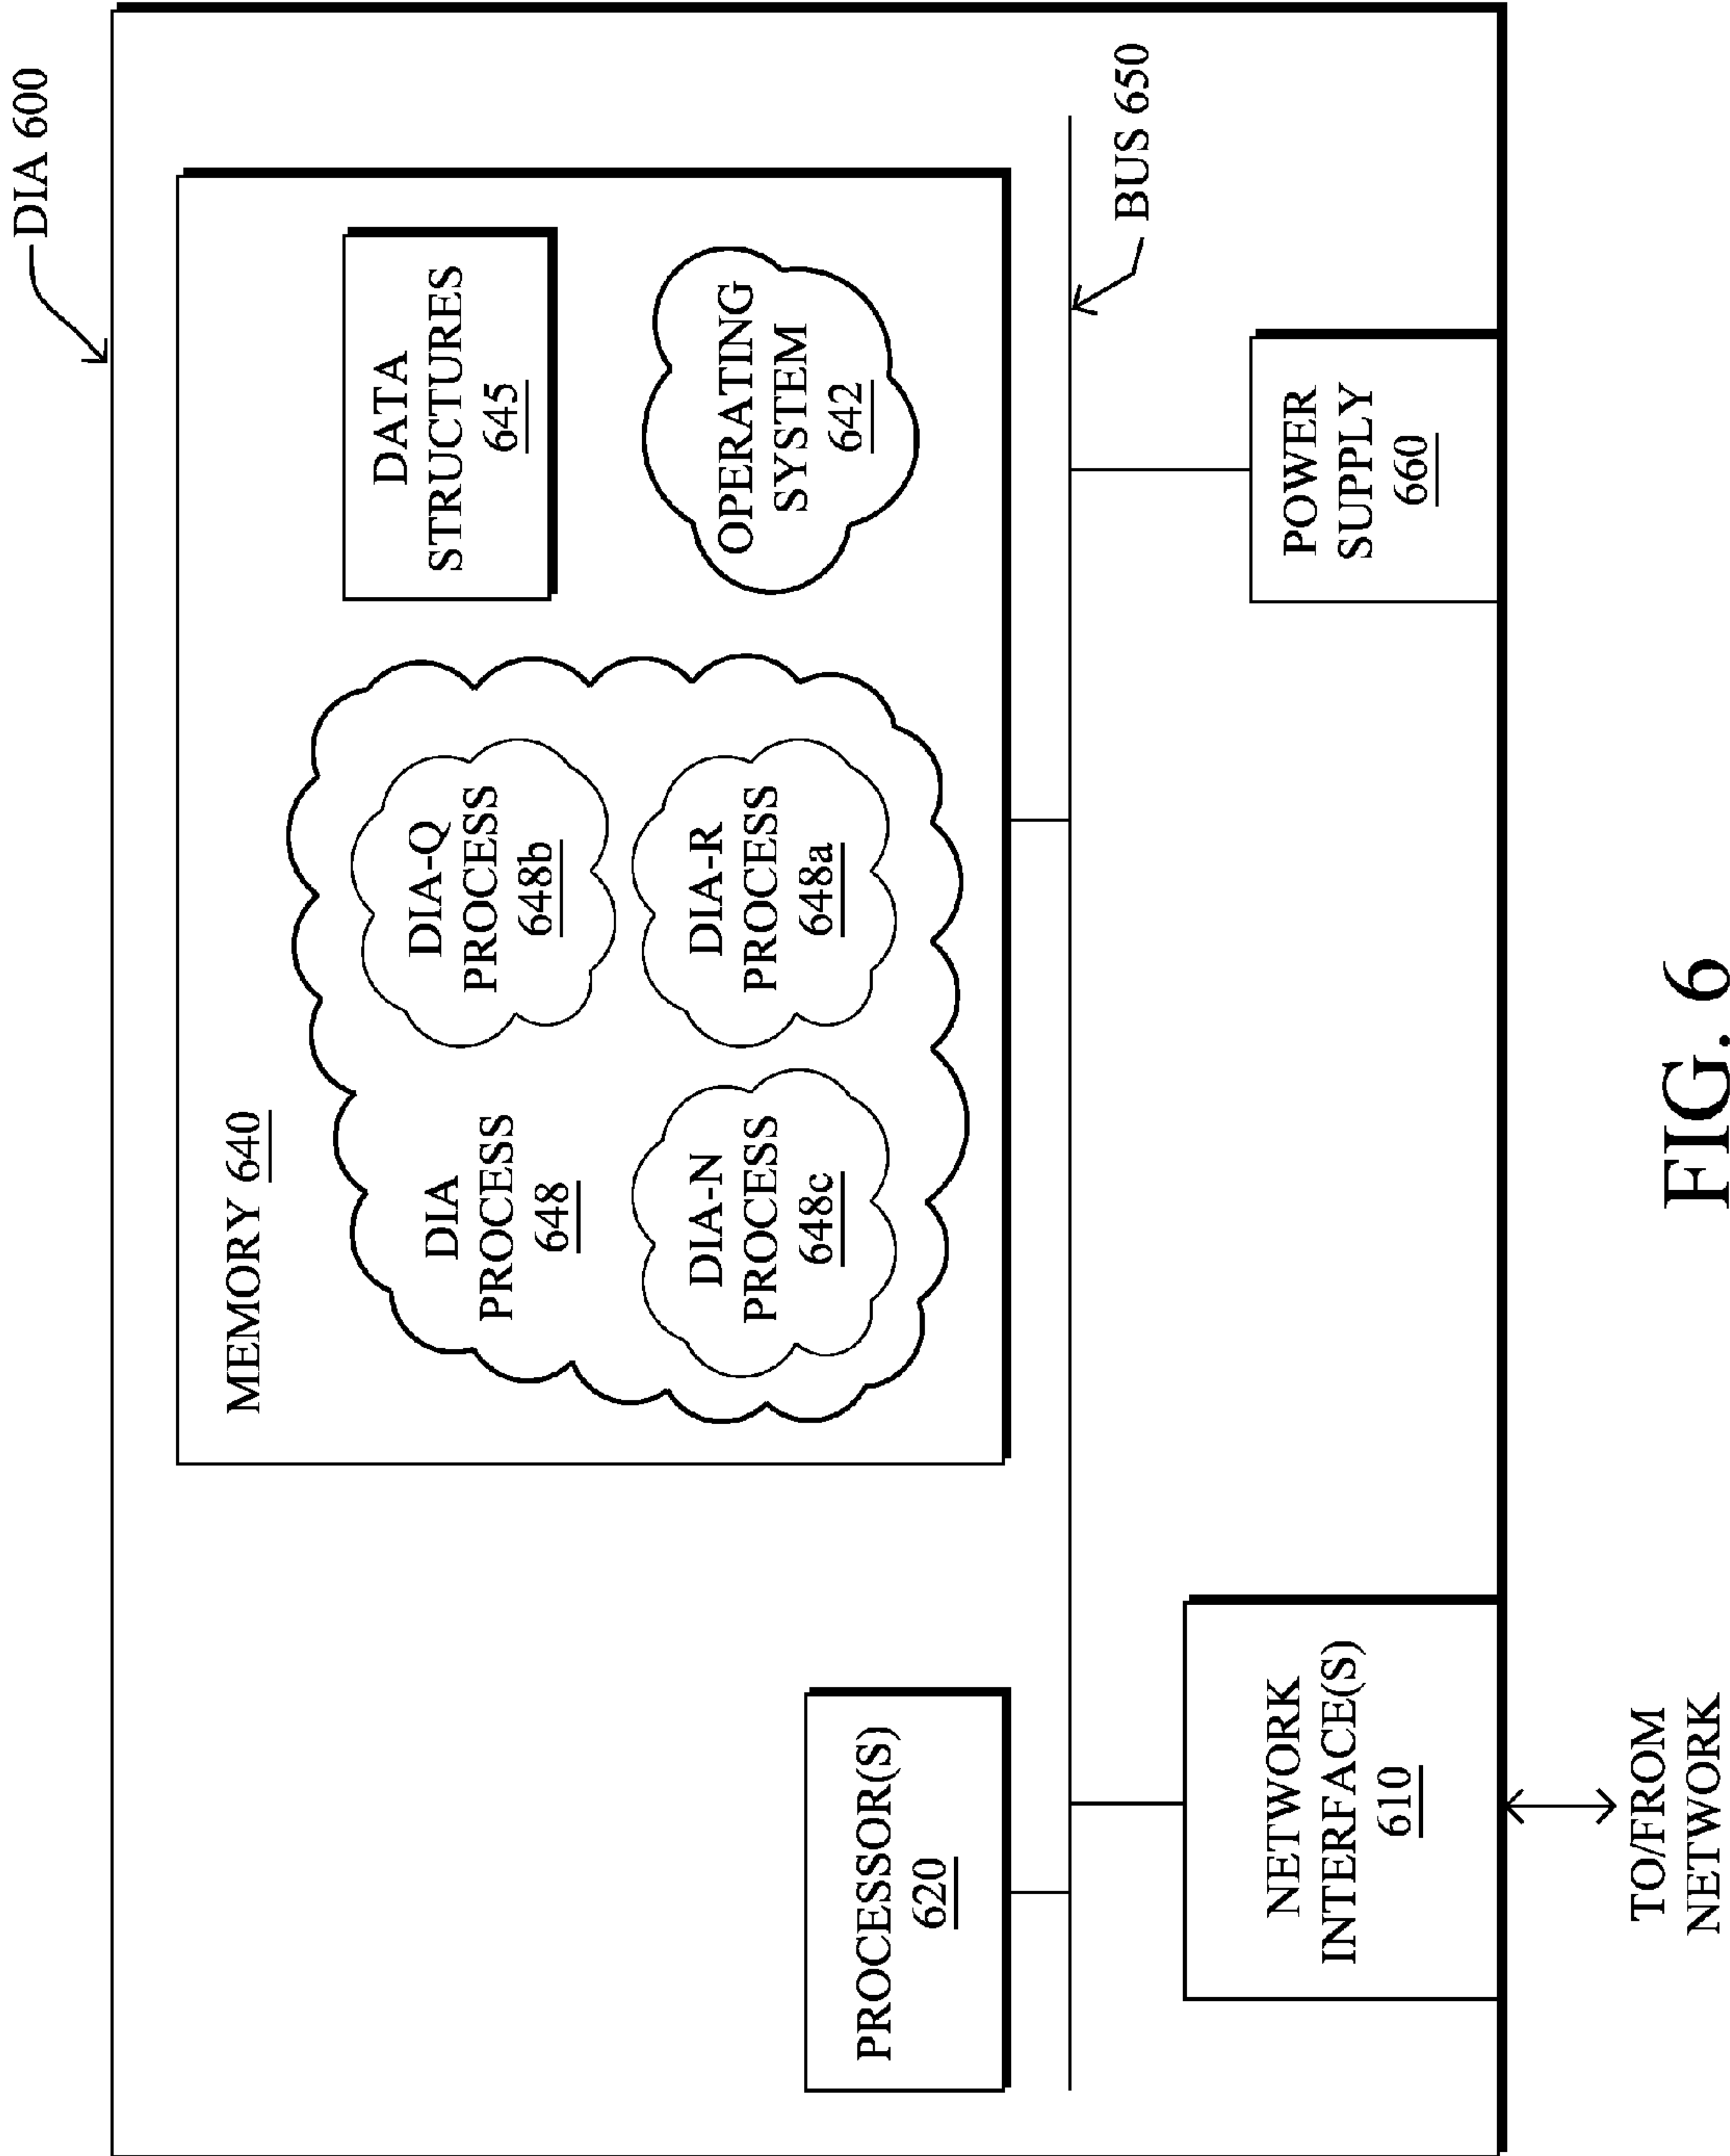 DIA 600
MEMORY 640
DIA
PROCESS
648
DIA-Q
PROCESS
648b
DATA
STRUCTURES
645
DIA-N
PROCESS
648c
DIA-R
PROCESS
648a
OPERATING
SYSTEM
642
PROCESSOR(S)
620
BUS 650
NETWORK
INTERFACE(S)
610
POWER
SUPPLY
660
TO/FROM
NETWORK
FIG. 6